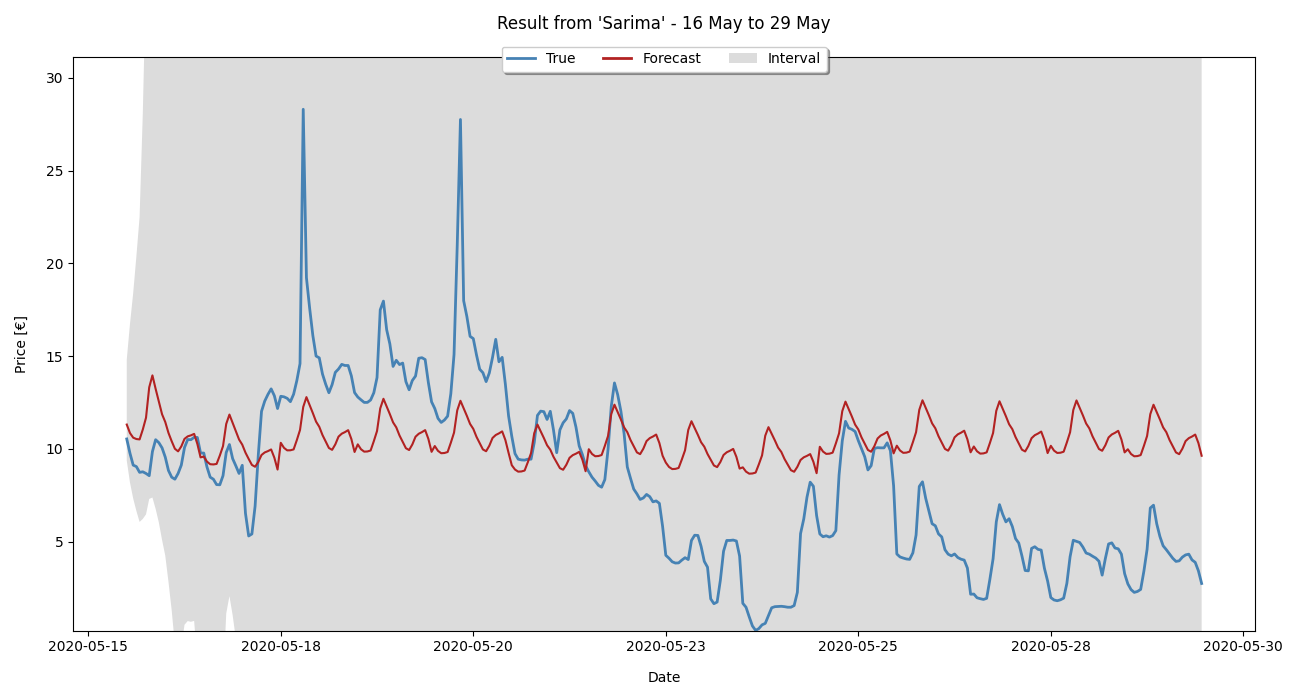 Result from 'Sarima' - 16 May to 29 May
True Forecast Interval
30
25
20
15
10
5
Price [€]
2020-05-15 2020-05-18 2020-05-20 2020-05-23 2020-05-25 2020-05-28 2020-05-30
Date